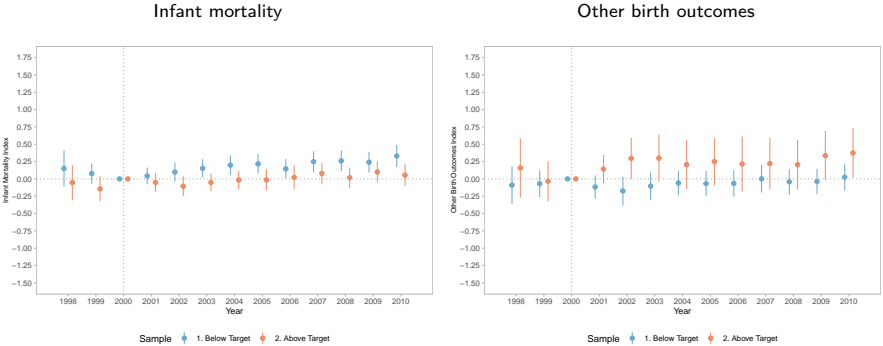 Infant mortality
Infant Mortality Index
1.75
1.50
1.25
1.00
0.75
0.50
0.25
0.00
−0.25
−0.50
−0.75
−1.00
−1.25
−1.50
1998 1999 2000 2001 2002 2003 2004 2005 2006 2007 2008 2009 2010
Year
Sample 1. Below Target 2. Above Target
Other birth outcomes
Other Birth Outcomes Index
1.75
1.50
1.25
1.00
0.75
0.50
0.25
0.00
−0.25
−0.50
−0.75
−1.00
−1.25
−1.50
1998 1999 2000 2001 2002 2003 2004 2005 2006 2007 2008 2009 2010
Year
Sample 1. Below Target 2. Above Target